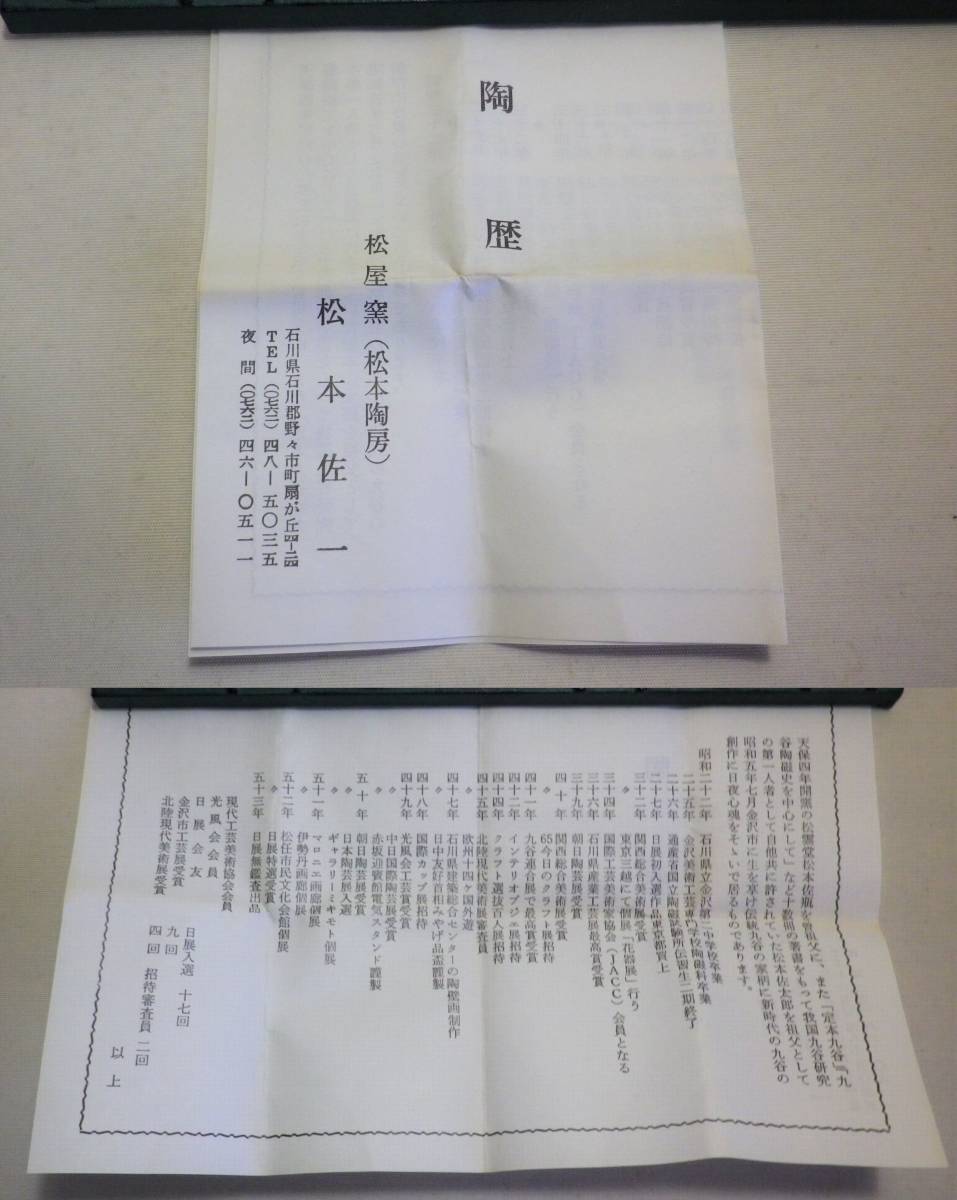 陶歴
松屋窯（松本陶房）
松本佐一
石川県石川郡野々市町扇が丘四−二四
TEL（〇七六二）四八−五〇三五
夜間（〇七六二）四六−〇五一一
天保四年開窯の松雲堂松本佐瓶を曾祖父に、また「定本九谷」「九
谷陶磁史を中心にして」など十数冊の著書をもって我国九谷研究
の第一人者として自他共に許されていた松本佐太郎を祖父として
昭和五年七月金沢市に生を享け伝統九谷の家柄に新時代の九谷の
創作に日夜心魂をそゝいで居るものであります。
昭和二十二年　石川県立金沢第二中学校卒業
二十五年　金沢美術工芸専門学校陶磁科卒業
二十六年　通産省国立陶磁試験所伝習生二期終了
二十七年　日展初入選作品東京都買上
三十二年　関西総合美術展受賞
〃　東京三越にて個展「花器展」行う
三十四年　国際工芸美術家協会（JACC）会員となる
三十六年　石川県産業工芸展最高賞受賞
三十九年　朝日陶芸展受賞
四十年　関西総合美術展受賞
〃　65今日のクラフト展招待
四十一年　九谷連合展で最高賞受賞
四十二年　インテリオブジェ展招待
四十四年　クラフト選抜百人展招待
四十五年　北陸現代美術展審査員
〃　欧州十四ヶ国外遊
四十七年　石川県建築総合センターの陶壁画制作
〃　日中友好首相みやげ品盃謹製
四十八年　国際カップ展招待
四十九年　光風会工芸賞受賞
〃　中日国際陶芸展受賞
〃　赤坂迎賓館電気スタンド謹製
五十年　朝日陶芸展受賞
〃　日本陶芸展入選
〃　ギャラリーミキモト個展
五十一年　マロニエ画廊個展
〃　伊勢丹画廊個展
五十二年　松任市民文化会館個展
〃　日展特選受賞
五十三年　日展無鑑査出品
現代工芸美術協会会員
光風会会員
日展会友　日展入選　十七回
金沢市工芸展受賞　九回
北陸現代美術展受賞　四回　招待審査員　二回
以上